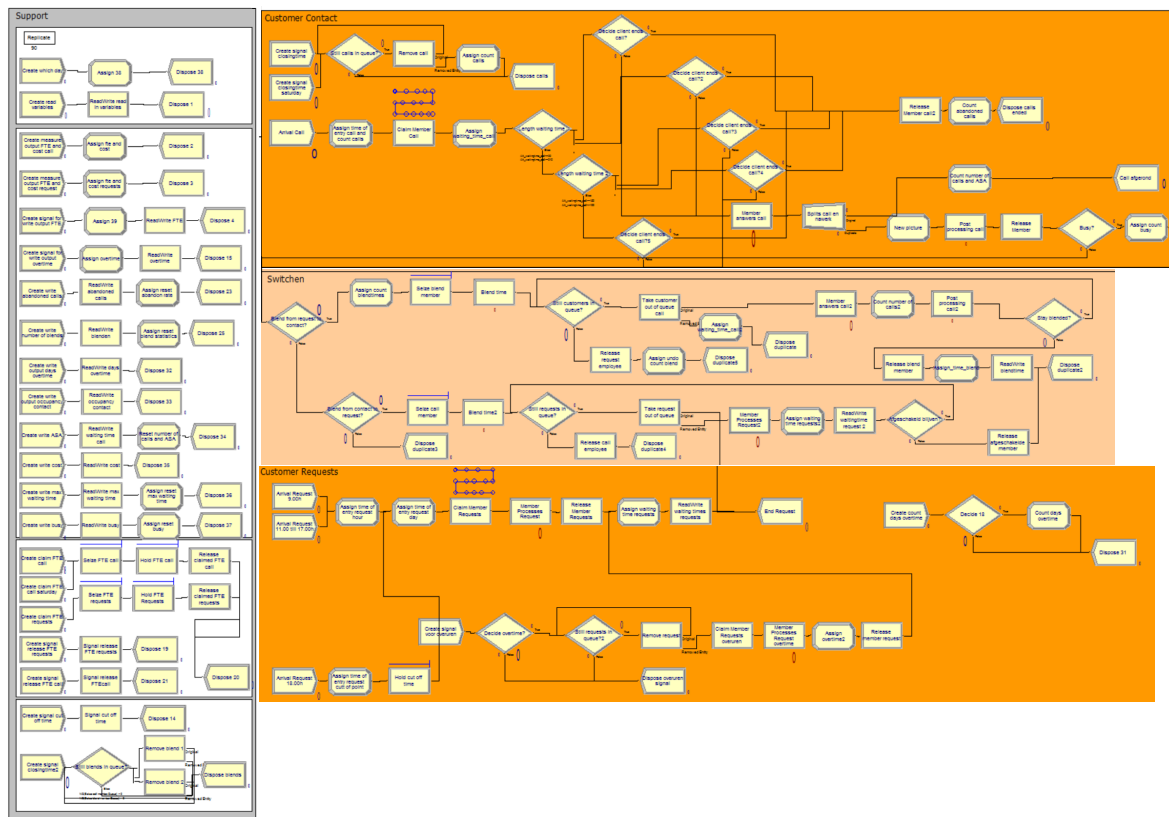 Support
Replicate
90
Create which day
Assign 38
Dispose 38
Create read
variables
ReadWrite read
in variables
Dispose 1
Create measure
output FTE and
cost call
Assign fte and
cost
Dispose 2
Create measure
output FTE and
cost request
Assign fte and
cost requests
Dispose 3
Create signal for
write output FTE
Assign 39
ReadWrite FTE
Dispose 4
Create signal for
write output
overtime
Assign overtime
ReadWrite
overtime
Dispose 15
Create write
abandoned calls
ReadWrite
abandoned
calls
Assign reset
abandon rate
Dispose 23
Create write
number of blends
ReadWrite
blenden
Assign reset
blend statistics
Dispose 25
Create write
output days
overtime
ReadWrite days
overtime
Dispose 32
Create write
output occupancy
contact
ReadWrite
occupancy
contact
Dispose 33
Create write ASA
ReadWrite
waiting time
call
Reset number of
calls and ASA
Dispose 34
Create write cost
ReadWrite cost
Dispose 35
Create write max
waiting time
ReadWrite max
waiting time
Assign reset
max waiting
time
Dispose 36
Create write busy
ReadWrite busy
Assign reset
busy
Dispose 37
Create claim FTE
call
Seize FTE call
Hold FTE call
Release
claimed FTE
call
Create claim FTE
call saturday
Seize FTE
Requests
Hold FTE
Requests
Release
claimed FTE
requests
Create claim FTE
requests
Create signal
release FTE
requests
Signal release
FTE requests
Dispose 19
Create signal
release FTE call
Signal release
FTEcall
Dispose 21
Dispose 20
Create signal cut
off time
Signal cut off
time
Dispose 14
Create signal
closingtime2
Still blends in queue?
Remove blend 1
Remove blend 2
Dispose blends
Customer Contact
Create signal
closingtime
Create signal
closingtime
saturday
Still calls in queue?
Remove call
Assign count
calls
Dispose calls
Arrival Call
Assign time of
entry call and
count calls
Claim Member
Call
Assign
waiting_time_call
Length waiting time
Length waiting time 2
Decide client ends
call?
Decide client ends
call?2
Decide client ends
call?3
Decide client ends
call?4
Decide client ends
call?5
Release
Member call2
Count
abandoned
calls
Dispose calls
ended
Member
answers call
Splits call en
nawerk
Count number of
calls and ASA
Call afgerond
New picture
Post
processing call
Release
Member
Busy?
Assign count
busy
Switchen
Blend from request to
contact?
Assign count
blendtimes
Seize blend
member
Blend time
Still customers in
queue?
Take customer
out of queue
call
Assign
waiting_time_call2
Dispose
duplicate
Member
answers call2
Count number of
calls2
Post
processing
call2
Stay blended?
Release
request
employee
Assign undo
count blend
Dispose
duplicate5
Release blend
member
Assign_time_blend
ReadWrite
blendtime
Dispose
duplicate2
Blend from contact to
request?
Seize call
member
Blend time2
Still requests in
queue?
Take request
out of queue
Member
Processes
Request2
Assign waiting
time requests2
ReadWrite
waitingtime
request 2
Afgeschakeld blijven?
Dispose
duplicate3
Release call
employee
Dispose
duplicate4
Release
afgeschakelde
member
Customer Requests
Arrival Request
9.00h
Arrival Request
11.00 till 17.00h
Assign time of
entry request
hour
Assign time of
entry request
day
Claim Member
Requests
Member
Processes
Request
Release
Member
Requests
Assign waiting
time requests
ReadWrite
waiting times
requests
End Request
Create count
days overtime
Decide 18
Count days
overtime
Dispose 31
Create signal
voor overuren
Decide overtime?
Still requests in
queue?2
Remove request
Claim Member
Requests
overuren
Member
Processes Request
overtime
Assign
overtime2
Release
member request
Arrival Request
18.00h
Assign time of
entry request
cutt of point
Hold cut off
time
Dispose overuren
signal